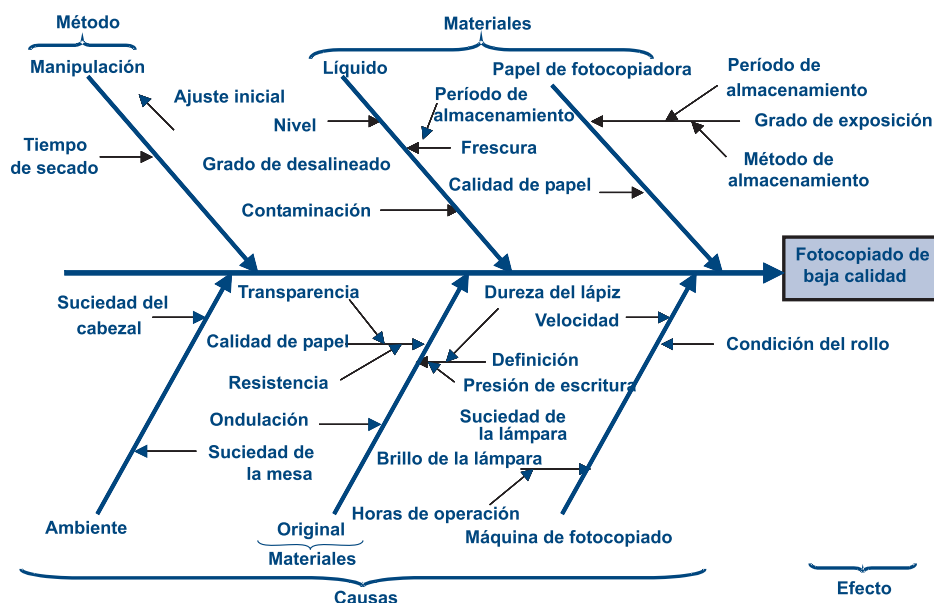 Método
Materiales
Manipulación
Líquido
Papel de fotocopiadora
Período de
almacenamiento
Ajuste inicial
Período de
almacenamiento
Nivel
Grado de exposición
Tiempo
de secado
Frescura
Grado de desalineado
Método de
almacenamiento
Calidad de papel
Contaminación
Fotocopiado de
baja calidad
Suciedad del
cabezal
Transparencia
Dureza del lápiz
Velocidad
Calidad de papel
Condición del rollo
Definición
Resistencia
Presión de escritura
Ondulación
Suciedad de
la lámpara
Suciedad de
la mesa
Brillo de la lámpara
Horas de operación
Ambiente
Original
Máquina de fotocopiado
Materiales
Causas
Efecto